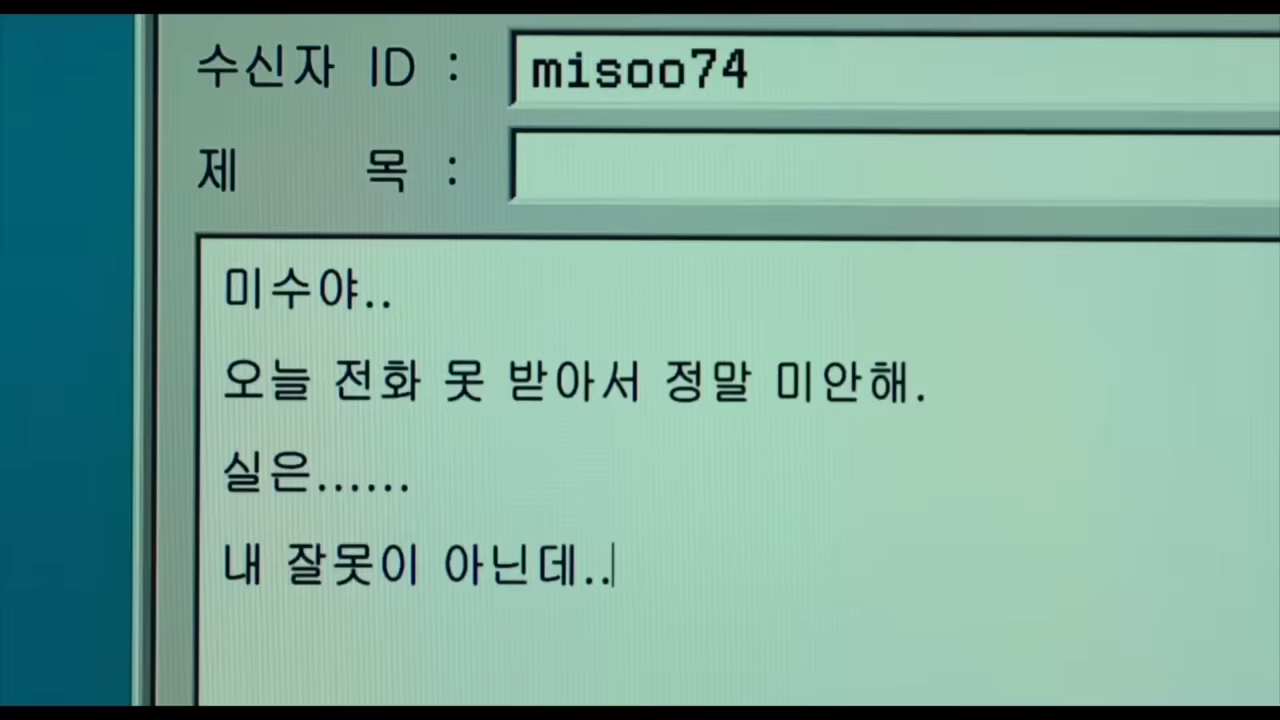 수신자 ID : misoo74
제 목 :
미수야..
오늘 전화 못 받아서 정말 미안해.
실은......
내 잘못이 아닌데..